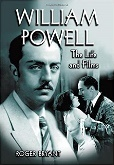 WILLIAM
POWELL
The Life
and Films
ROGER BRYANT